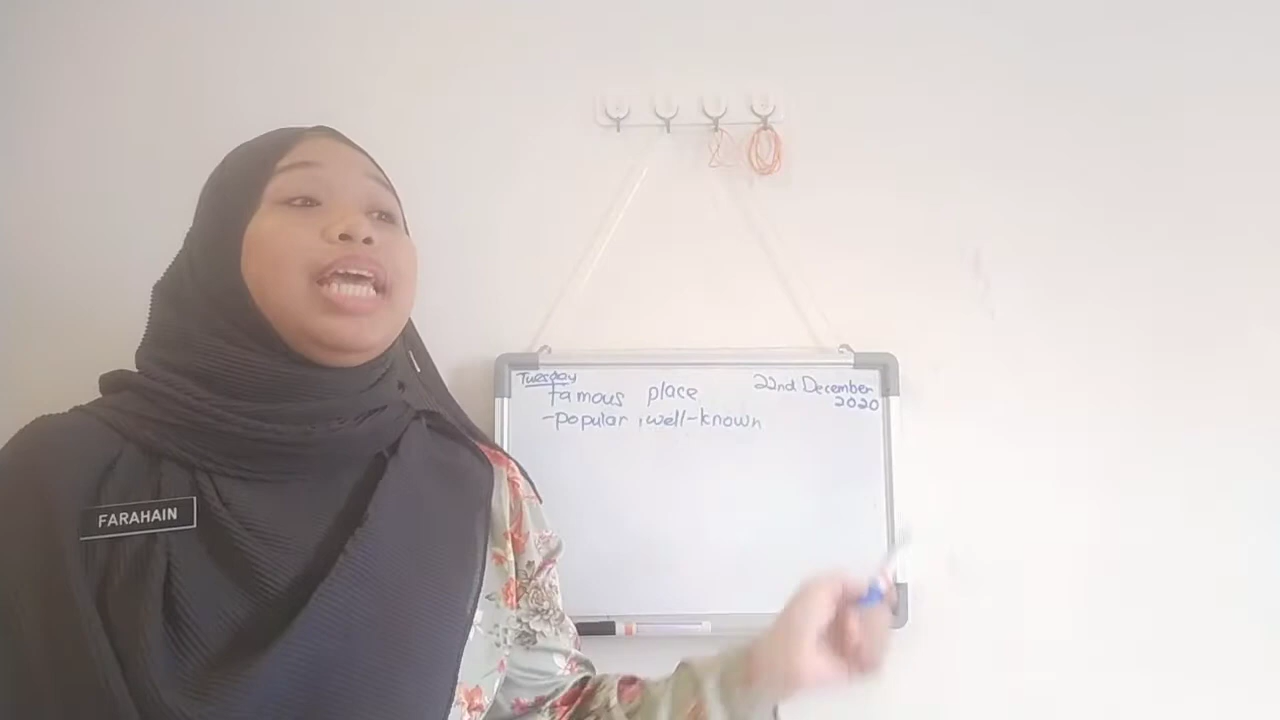 Tuesday
22nd December
2020
famous place
-popular, well-known
FARAHAIN